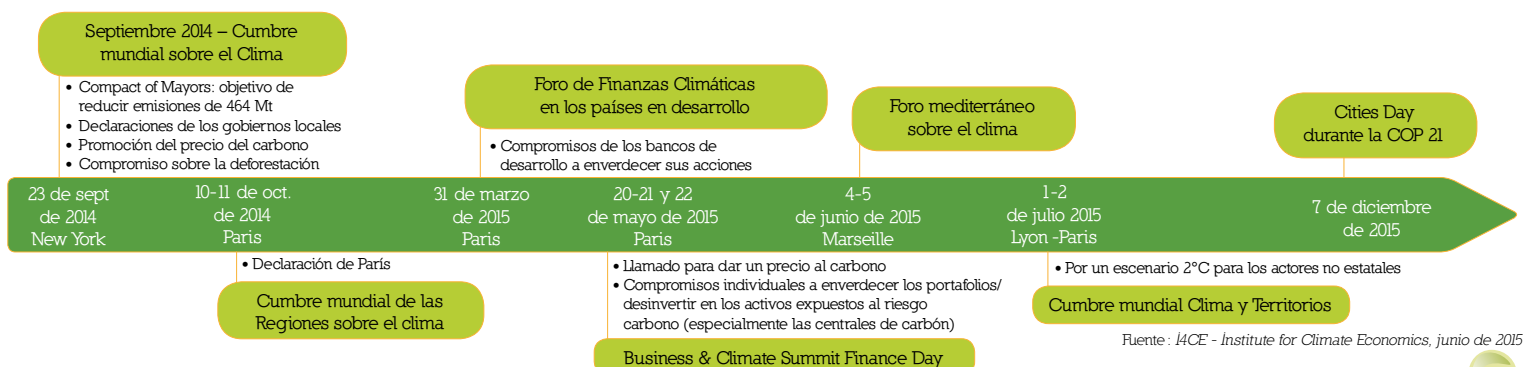 Septiembre 2014 – Cumbre
mundial sobre el Clima
• Compact of Mayors: objetivo de
reducir emisiones de 464 Mt
• Declaraciones de los gobiernos locales
• Promoción del precio del carbono
• Compromiso sobre la deforestación
Foro de Finanzas Climáticas
en los países en desarrollo
• Compromisos de los bancos de
desarrollo a enverdecer sus acciones
Foro mediterráneo
sobre el clima
Cities Day
durante la COP 21
23 de sept
de 2014
New York
10-11 de oct.
de 2014
Paris
31 de marzo
de 2015
Paris
20-21 y 22
de mayo de 2015
Paris
4-5
de junio de 2015
Marseille
1-2
de julio 2015
Lyon -Paris
7 de diciembre
de 2015
• Declaración de París
Cumbre mundial de las
Regiones sobre el clima
• Llamado para dar un precio al carbono
• Compromisos individuales a enverdecer los portafolios/
desinvertir en los activos expuestos al riesgo
carbono (especialmente las centrales de carbón)
Business & Climate Summit Finance Day
• Por un escenario 2°C para los actores no estatales
Cumbre mundial Clima y Territorios
Fuente : I4CE - Institute for Climate Economics, junio de 2015